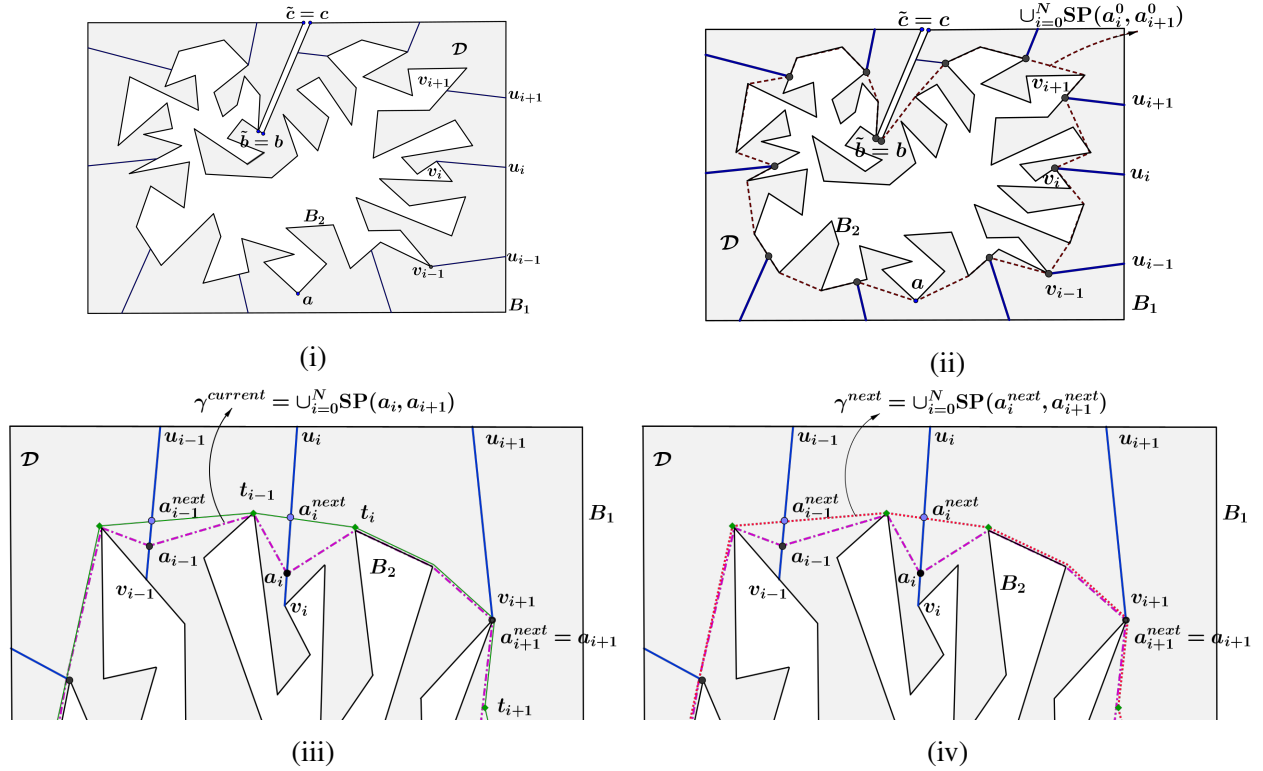 c̃ = c
𝒟
v_{i+1}
u_{i+1}
b̃ = b
v_i
u_i
B_2
u_{i-1}
v_{i-1}
a
B_1
(i)
c̃ = c
∪_{i=0}^{N}SP(a_i^0, a_{i+1}^0)
v_{i+1}
u_{i+1}
b̃ = b
v_i
u_i
B_2
𝒟
u_{i-1}
a
v_{i-1}
B_1
(ii)
γ^{current} = ∪_{i=0}^{N}SP(a_i, a_{i+1})
u_{i-1}
u_i
u_{i+1}
𝒟
a_{i-1}^{next}
t_{i-1}
a_i^{next}
t_i
B_1
a_{i-1}
a_i
B_2
v_{i-1}
v_i
v_{i+1}
a_{i+1}^{next} = a_{i+1}
t_{i+1}
(iii)
γ^{next} = ∪_{i=0}^{N}SP(a_i^{next}, a_{i+1}^{next})
u_{i-1}
u_i
u_{i+1}
𝒟
a_{i-1}^{next}
a_i^{next}
B_1
a_{i-1}
a_i
B_2
v_{i-1}
v_i
v_{i+1}
a_{i+1}^{next} = a_{i+1}
(iv)